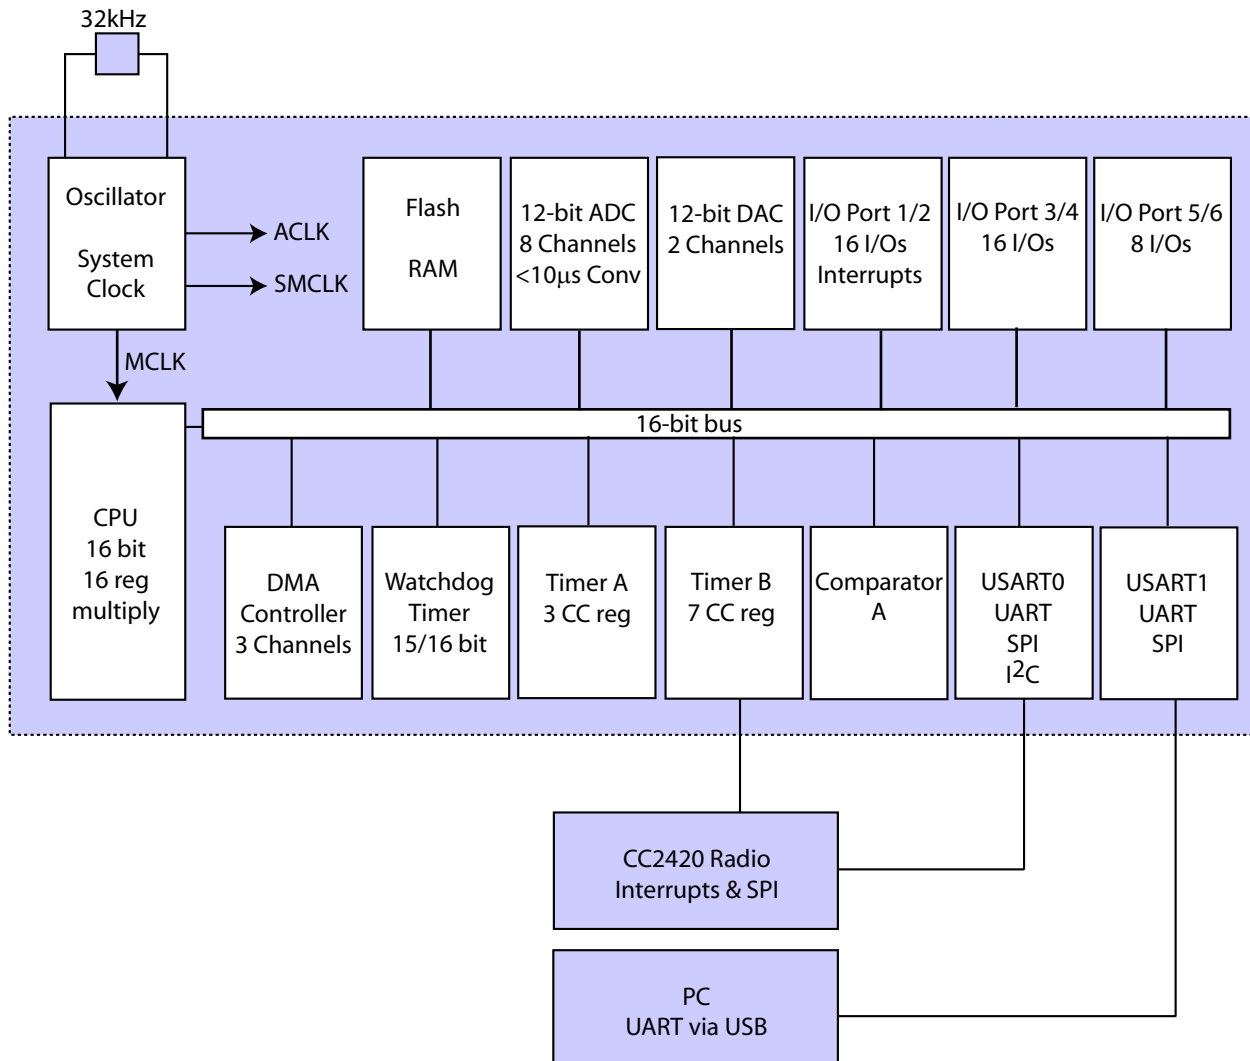 32kHz
Oscillator
System
Clock
ACLK
SMCLK
MCLK
Flash
RAM
12-bit ADC
8 Channels
<10µs Conv
12-bit DAC
2 Channels
I/O Port 1/2
16 I/Os
Interrupts
I/O Port 3/4
16 I/Os
I/O Port 5/6
8 I/Os
16-bit bus
CPU
16 bit
16 reg
multiply
DMA
Controller
3 Channels
Watchdog
Timer
15/16 bit
Timer A
3 CC reg
Timer B
7 CC reg
Comparator
A
USART0
UART
SPI
I²C
USART1
UART
SPI
CC2420 Radio
Interrupts & SPI
PC
UART via USB